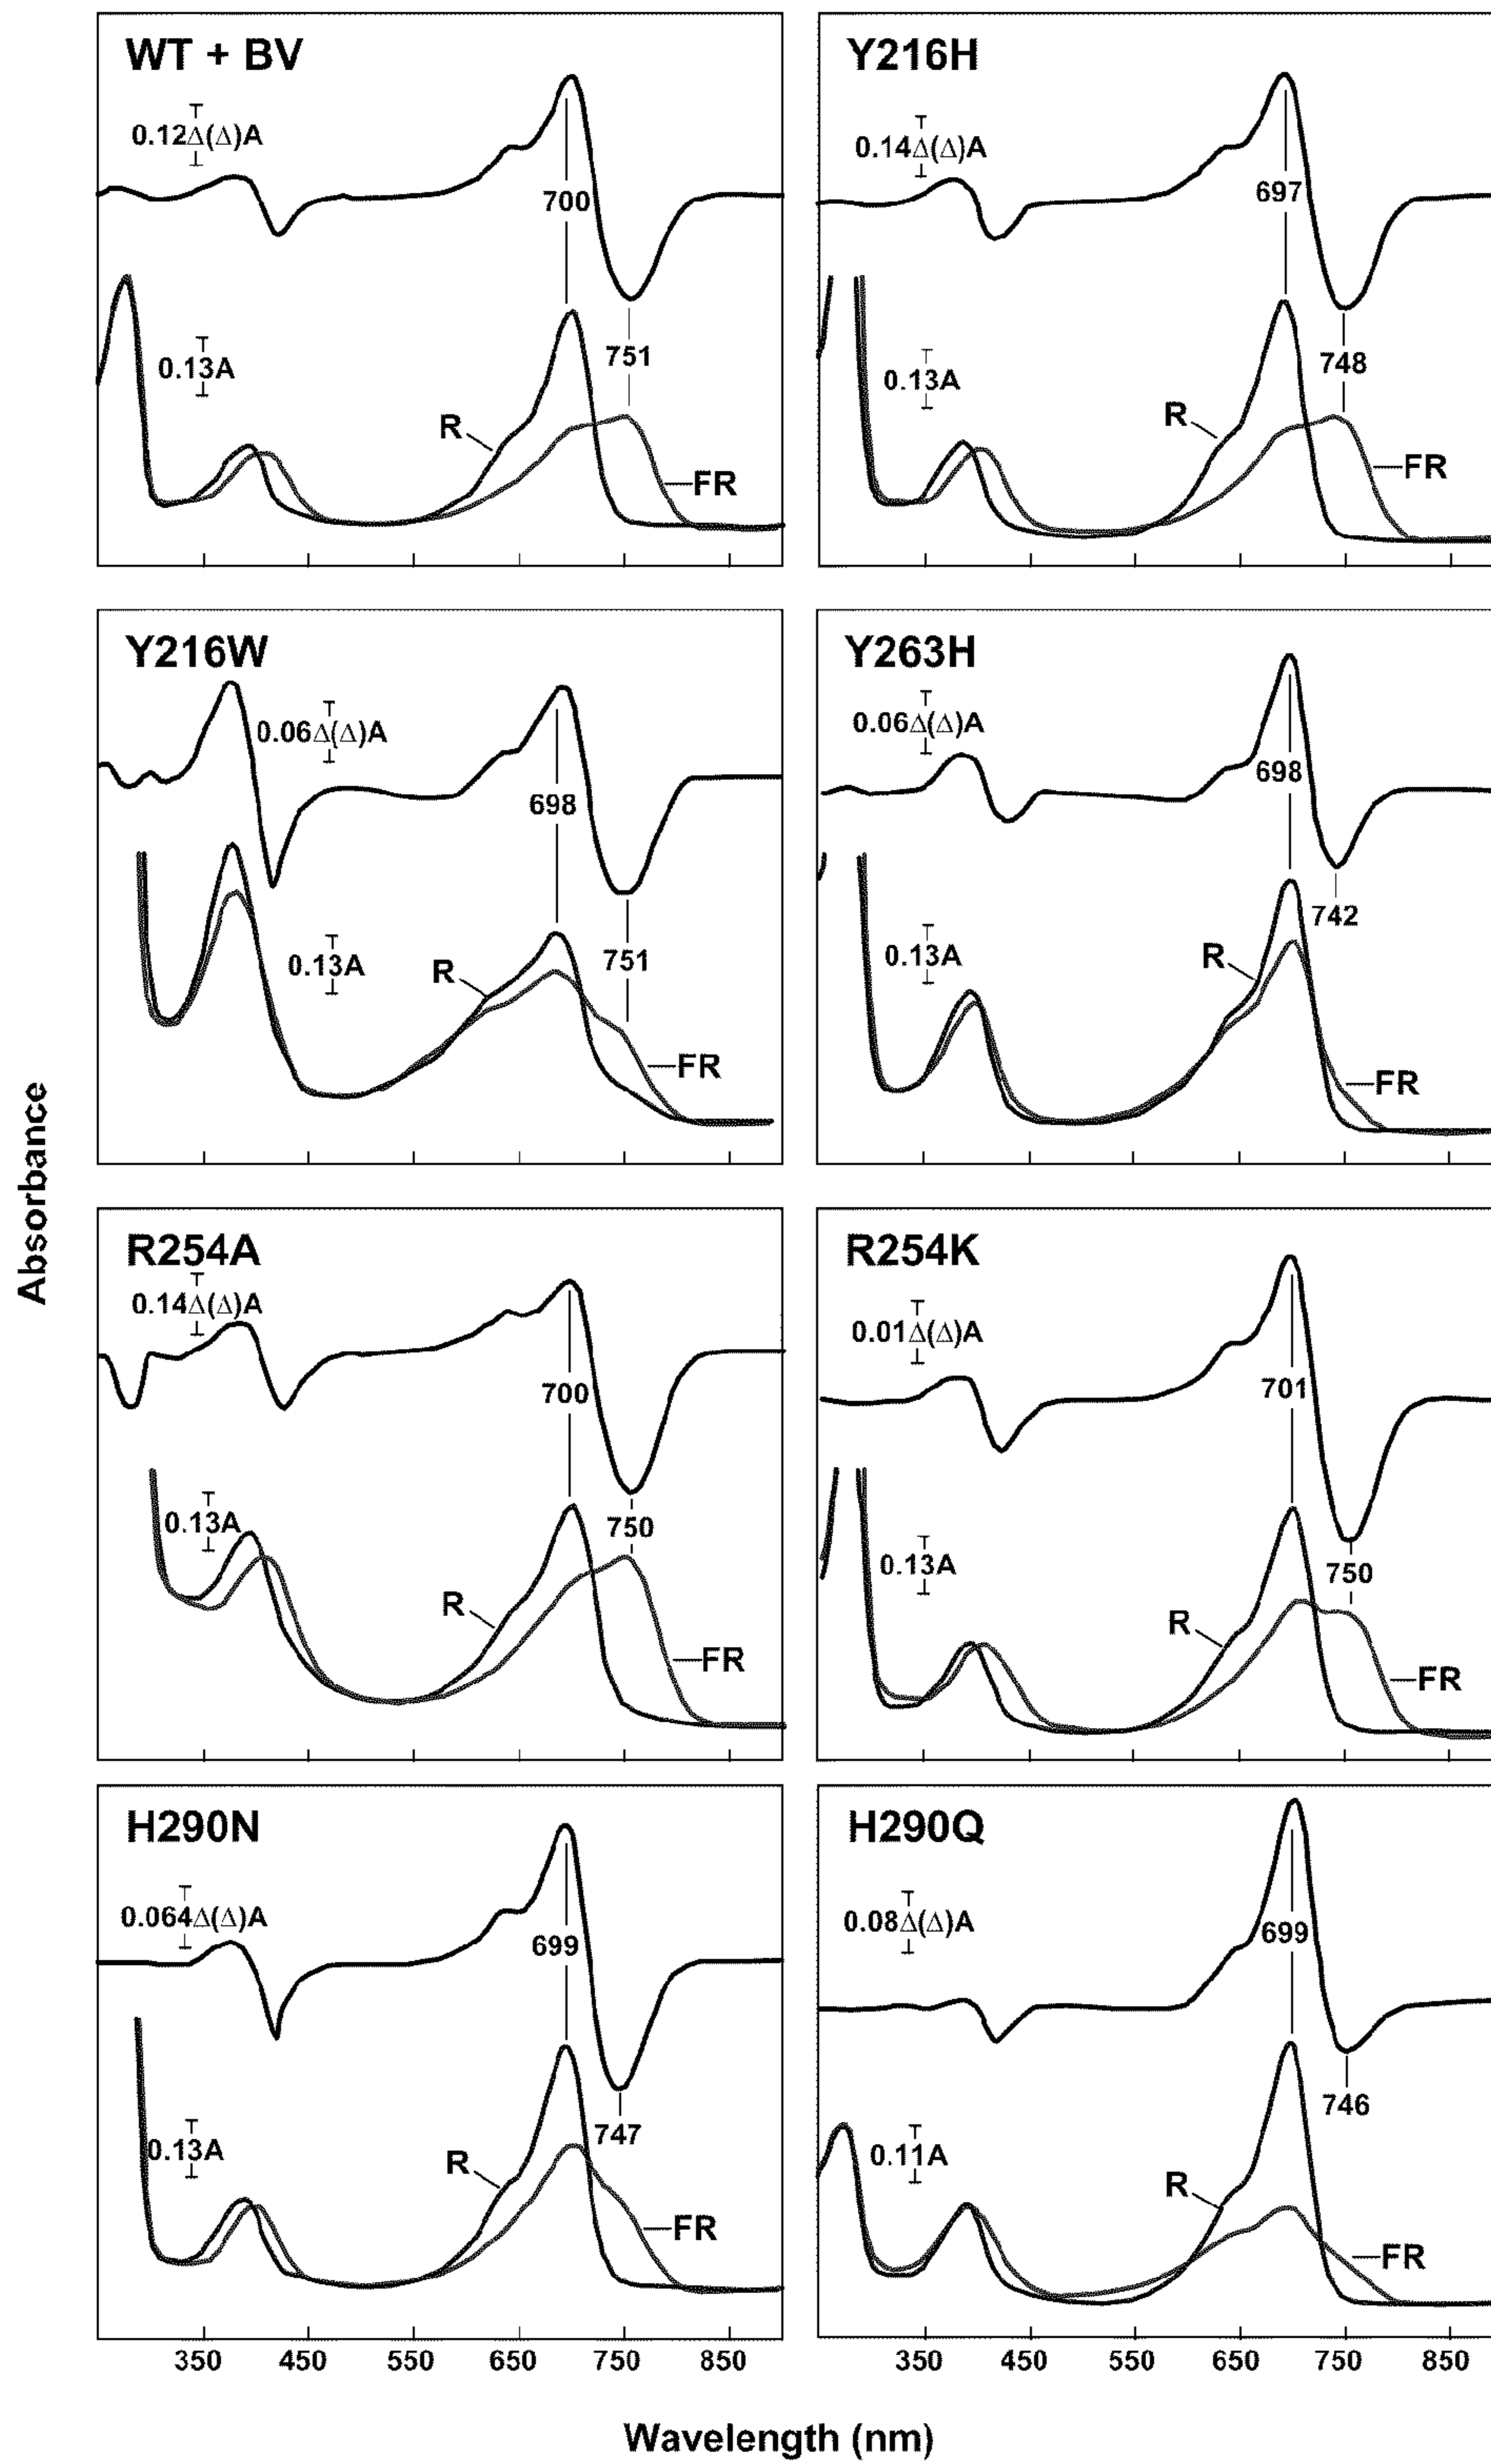 WT + BV
0.12Δ(Δ)A
700
0.13A
751
R
FR
Y216H
0.14Δ(Δ)A
697
0.13A
748
R
FR
Y216W
0.06Δ(Δ)A
698
0.13A
R
751
FR
Y263H
0.06Δ(Δ)A
698
742
0.13A
R
FR
R254A
0.14Δ(Δ)A
700
0.13A
750
R
FR
R254K
0.01Δ(Δ)A
701
0.13A
750
R
FR
H290N
0.064Δ(Δ)A
699
0.13A
747
R
FR
H290Q
0.08Δ(Δ)A
699
746
0.11A
R
FR
Absorbance
350 450 550 650 750 850
350 450 550 650 750 850
Wavelength (nm)